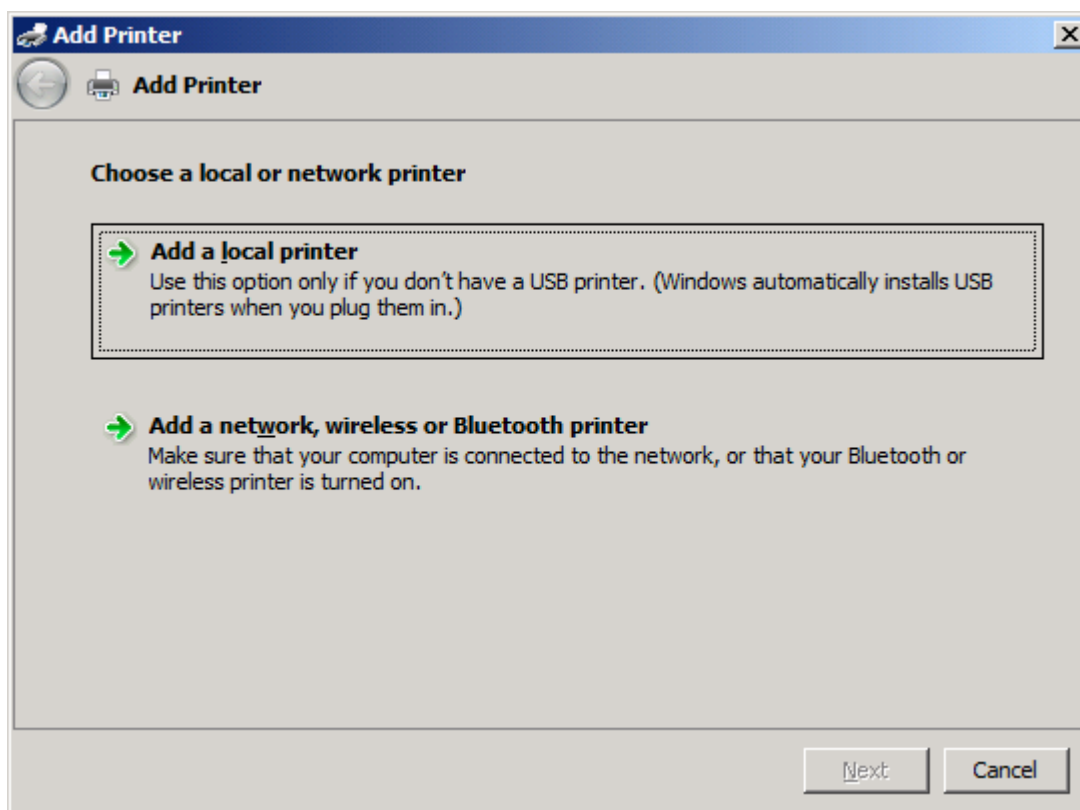 Add Printer
Add Printer
Choose a local or network printer
Add a local printer
Use this option only if you don't have a USB printer. (Windows automatically installs USB
printers when you plug them in.)
Add a network, wireless or Bluetooth printer
Make sure that your computer is connected to the network, or that your Bluetooth or
wireless printer is turned on.
Next Cancel